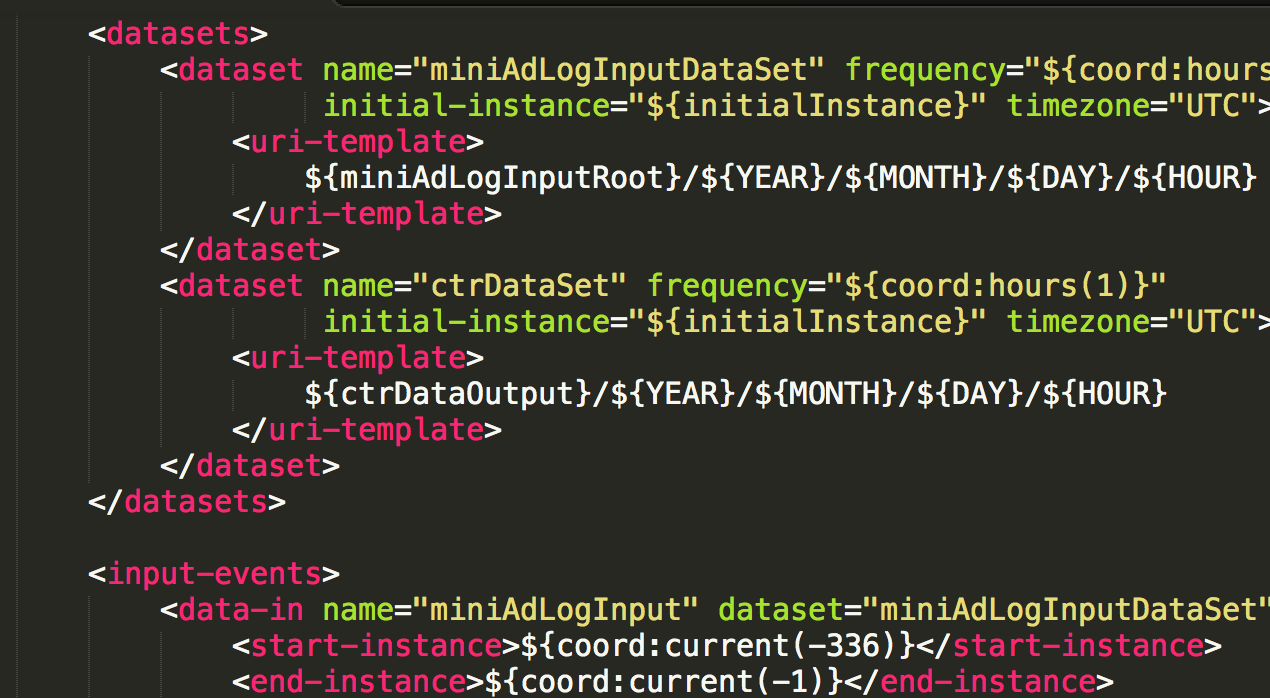 <datasets>
<dataset name="miniAdLogInputDataSet" frequency="${coord:hours
initial-instance="${initialInstance}" timezone="UTC">
<uri-template>
${miniAdLogInputRoot}/${YEAR}/${MONTH}/${DAY}/${HOUR}
</uri-template>
</dataset>
<dataset name="ctrDataSet" frequency="${coord:hours(1)}"
initial-instance="${initialInstance}" timezone="UTC">
<uri-template>
${ctrDataOutput}/${YEAR}/${MONTH}/${DAY}/${HOUR}
</uri-template>
</dataset>
</datasets>
<input-events>
<data-in name="miniAdLogInput" dataset="miniAdLogInputDataSet"
<start-instance>${coord:current(-336)}</start-instance>
<end-instance>${coord:current(-1)}</end-instance>